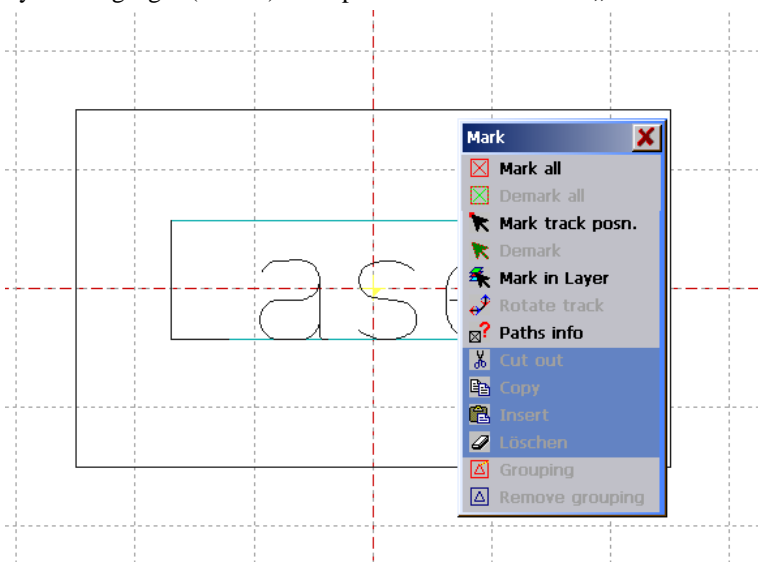 ase
Mark
Mark all
Demark all
Mark track posn.
Demark
Mark in Layer
Rotate track
Paths info
Cut out
Copy
Insert
Löschen
Grouping
Remove grouping